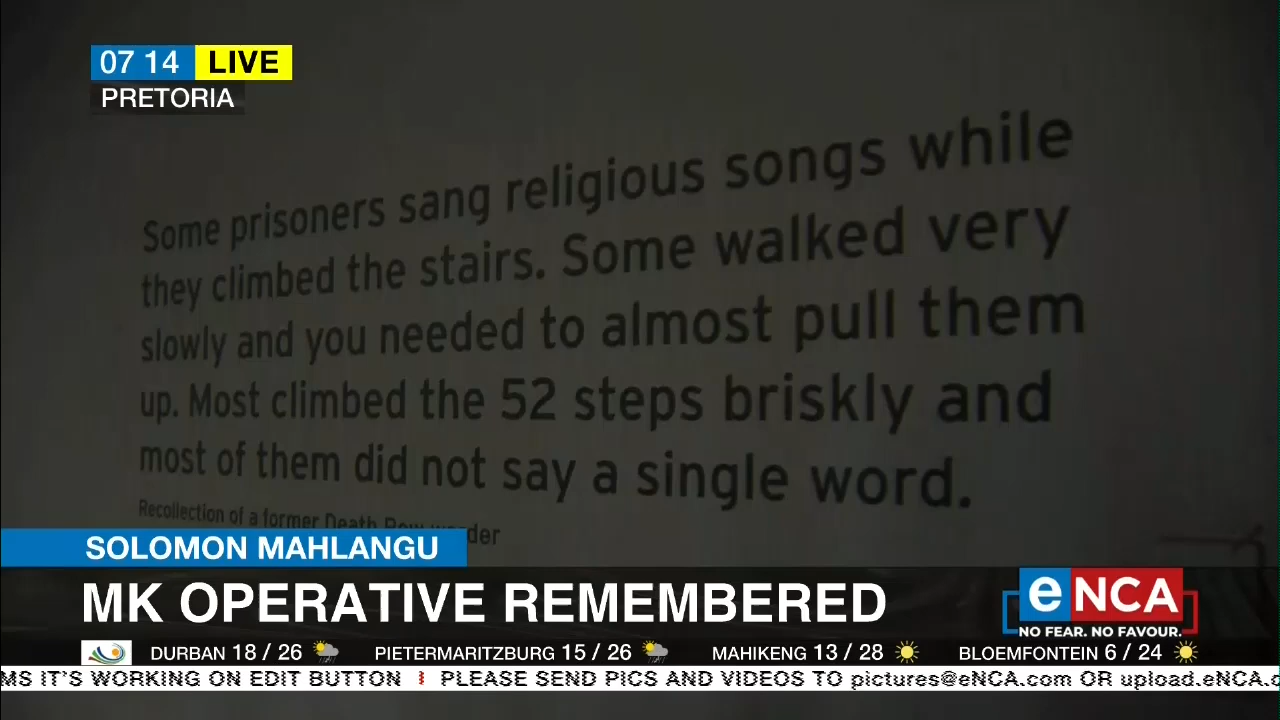 07 14 LIVE
PRETORIA
Some prisoners sang religious songs while
they climbed the stairs. Some walked very
slowly and you needed to almost pull them
up. Most climbed the 52 steps briskly and
most of them did not say a single word.
Recollection of a former Death Row warder
SOLOMON MAHLANGU
MK OPERATIVE REMEMBERED
eNCA
NO FEAR. NO FAVOUR.
DURBAN 18 / 26 PIETERMARITZBURG 15 / 26 MAHIKENG 13 / 28 BLOEMFONTEIN 6 / 24
MS IT'S WORKING ON EDIT BUTTON PLEASE SEND PICS AND VIDEOS TO pictures@eNCA.com OR upload.eNCA.c